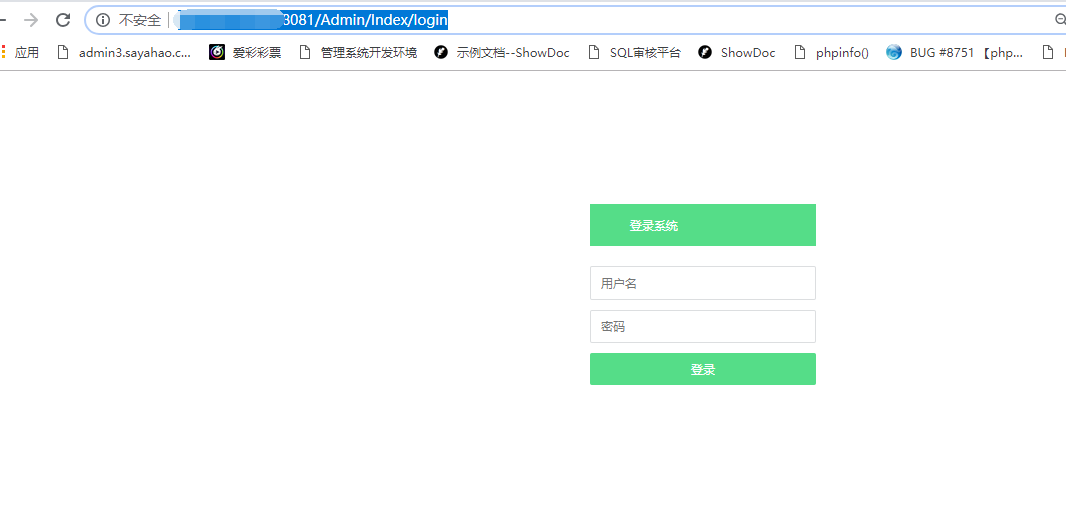 不安全 8081/Admin/Index/login
应用 admin3.sayahao.c... 爱彩彩票 管理系统开发环境 示例文档--ShowDoc SQL审核平台 ShowDoc phpinfo() BUG #8751 【php...
登录系统
用户名
密码
登录